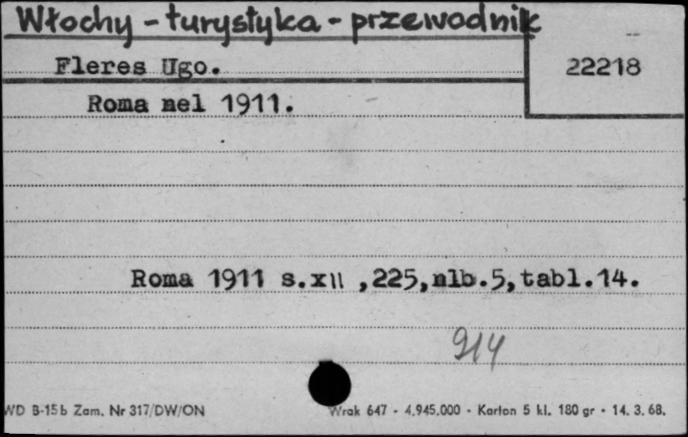 Włochy - turystyka - przewodnik
Fleres Ugo.
22218
Roma nel 1911.
Roma 1911 s.xII ,225,nlb.5,tabl.14.
914
WD B-15b Zam. Nr 317/DW/ON
Wrak 647 - 4.945.000 - Karton 5 kl. 180 gr - 14. 3. 68.